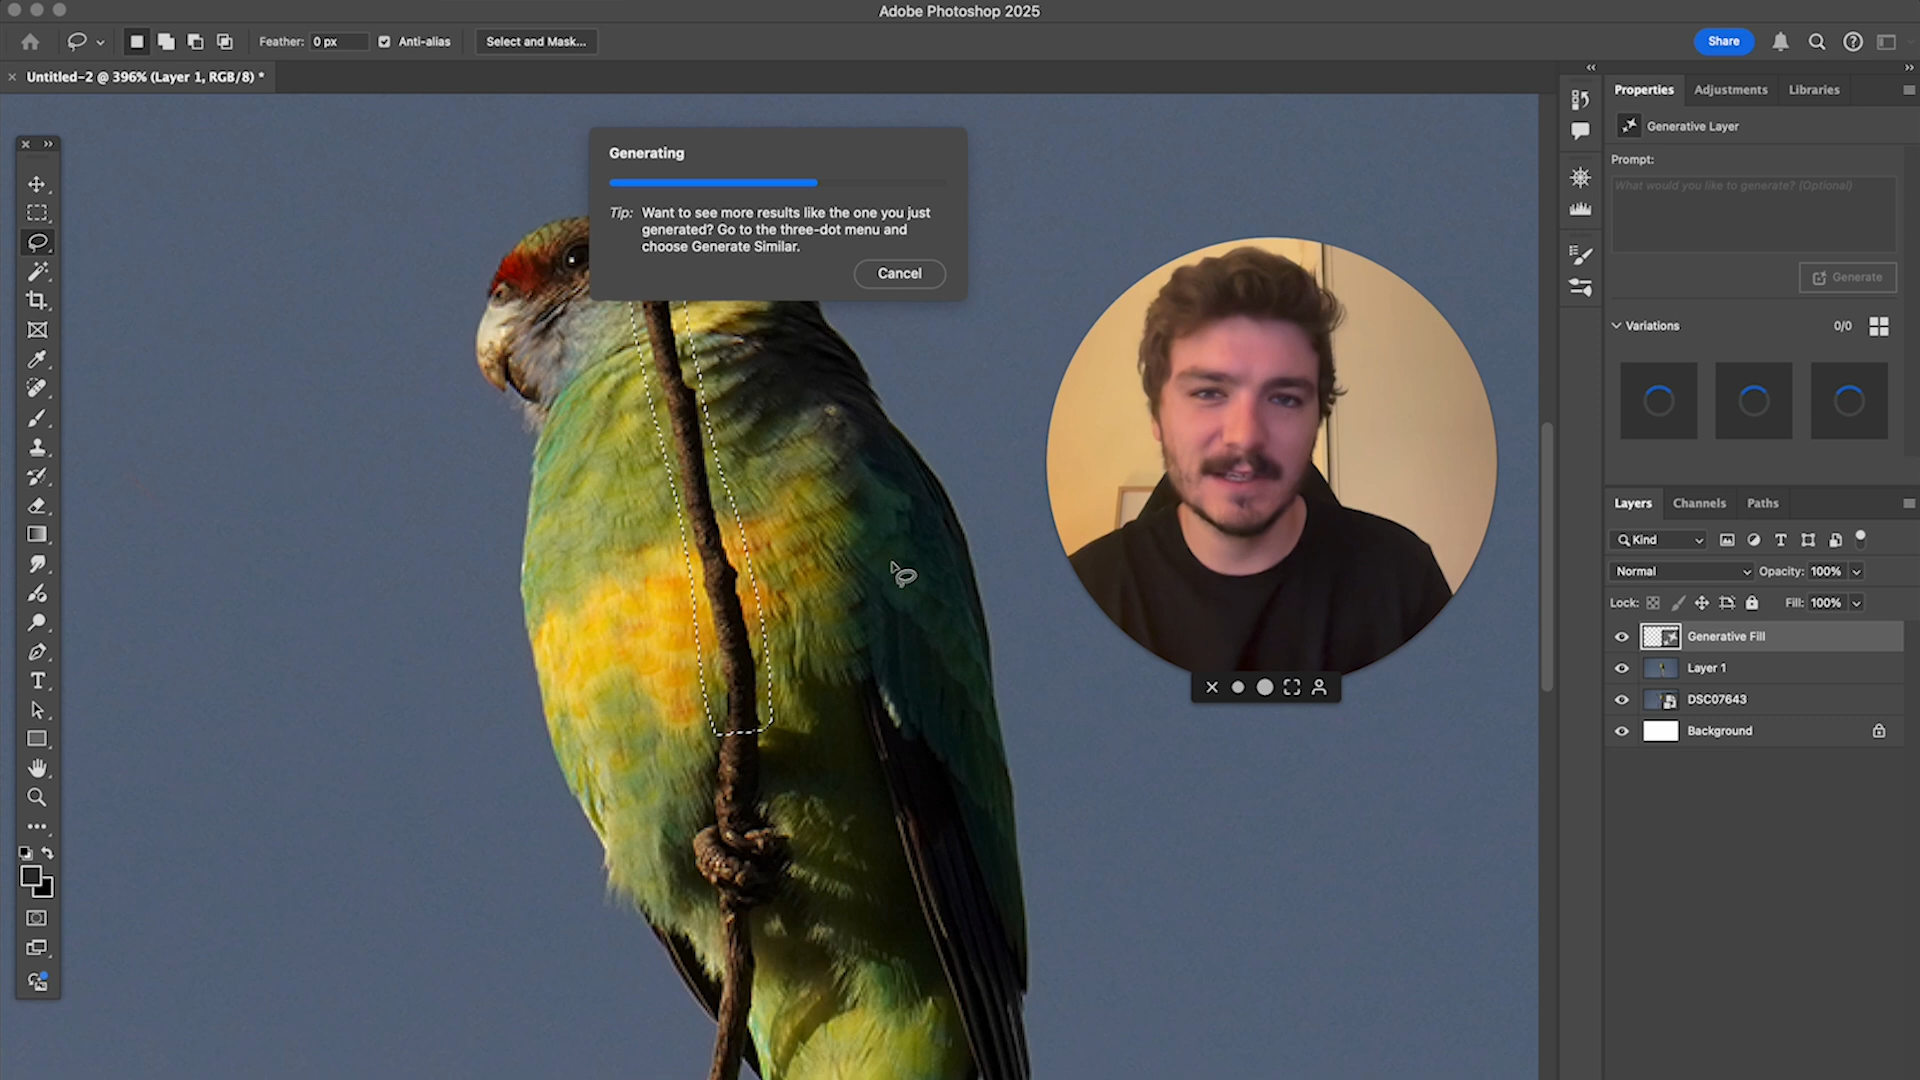 Adobe Photoshop 2025
Feather: 0 px
Anti-alias
Select and Mask...
Share
Untitled-2 @ 396% (Layer 1, RGB/8) *
Generating
Tip: Want to see more results like the one you just
generated? Go to the three-dot menu and
choose Generate Similar.
Cancel
Properties
Adjustments
Libraries
Generative Layer
Prompt:
What would you like to generate? (Optional)
Generate
Variations
0/0
Layers
Channels
Paths
Kind
Normal
Opacity: 100%
Lock:
Fill: 100%
Generative Fill
Layer 1
DSC07643
Background